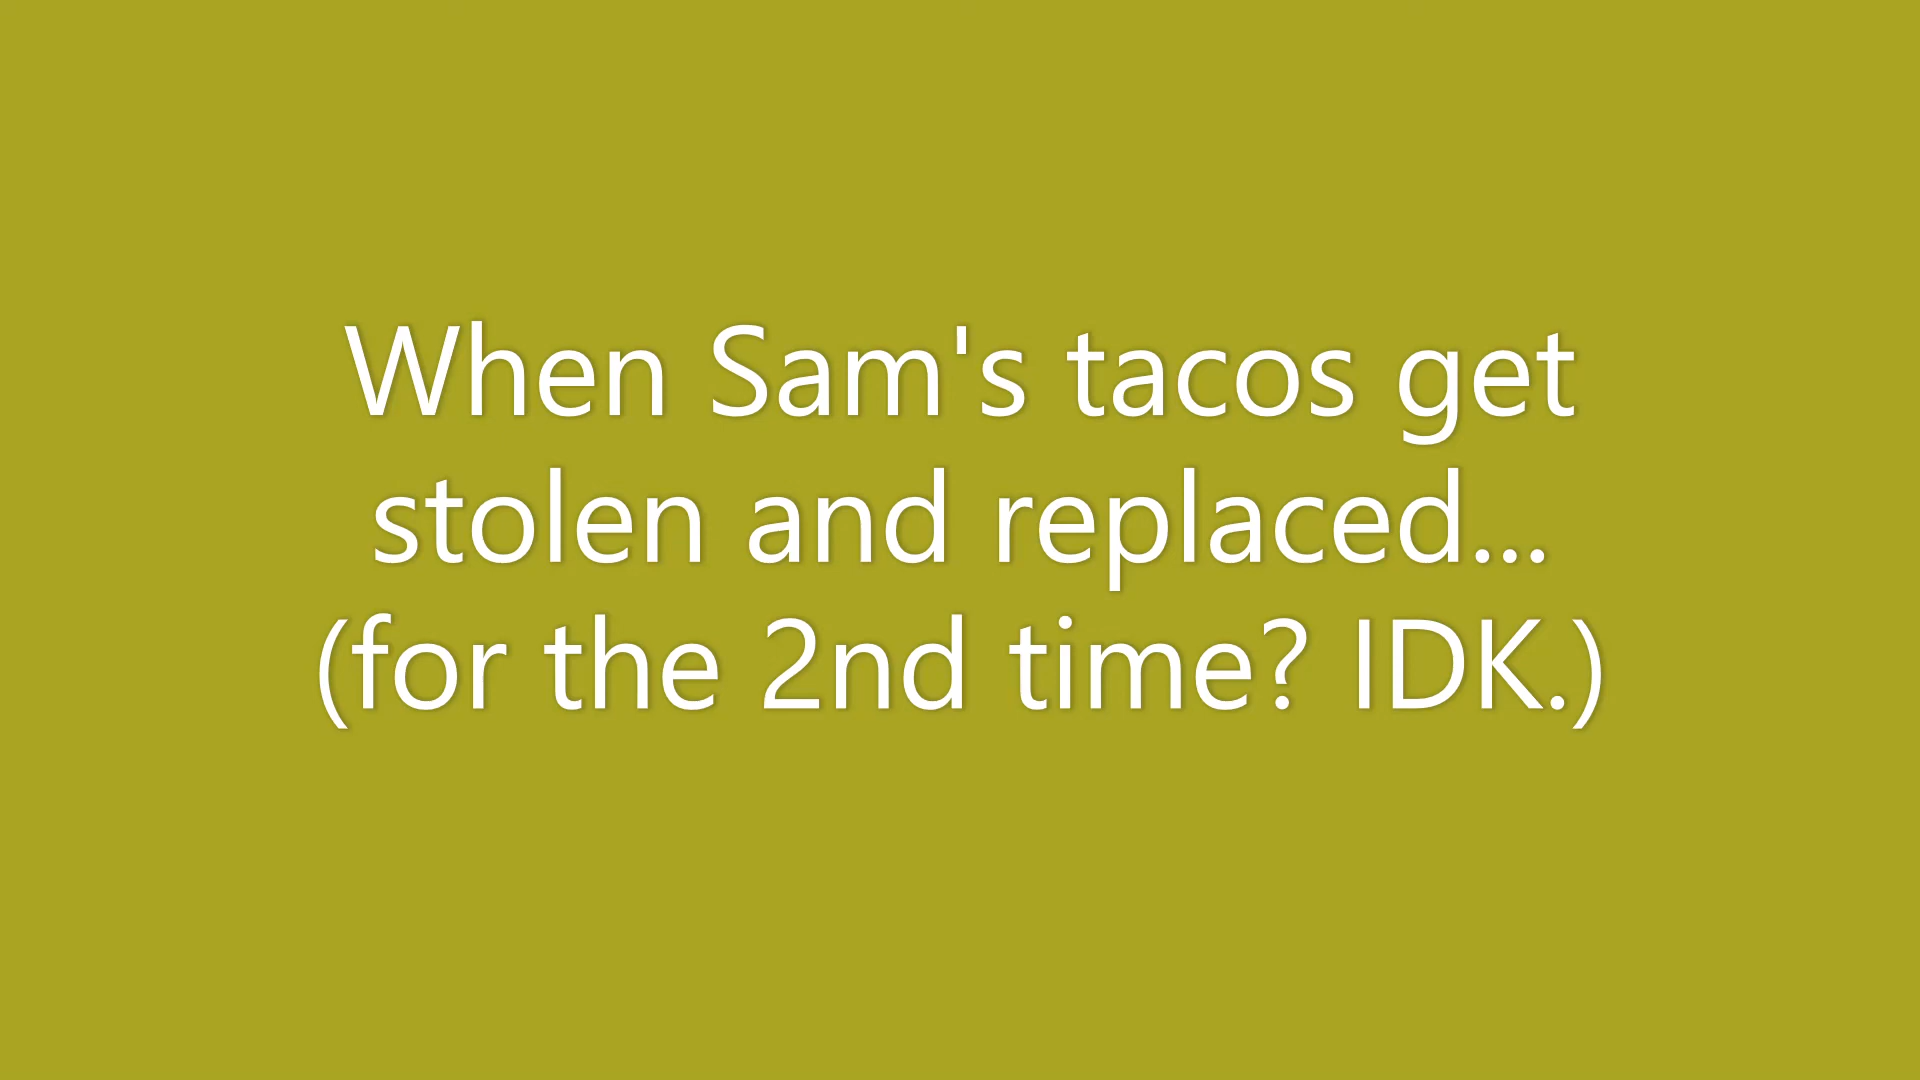 When Sam's tacos get
stolen and replaced...
(for the 2nd time? IDK.)